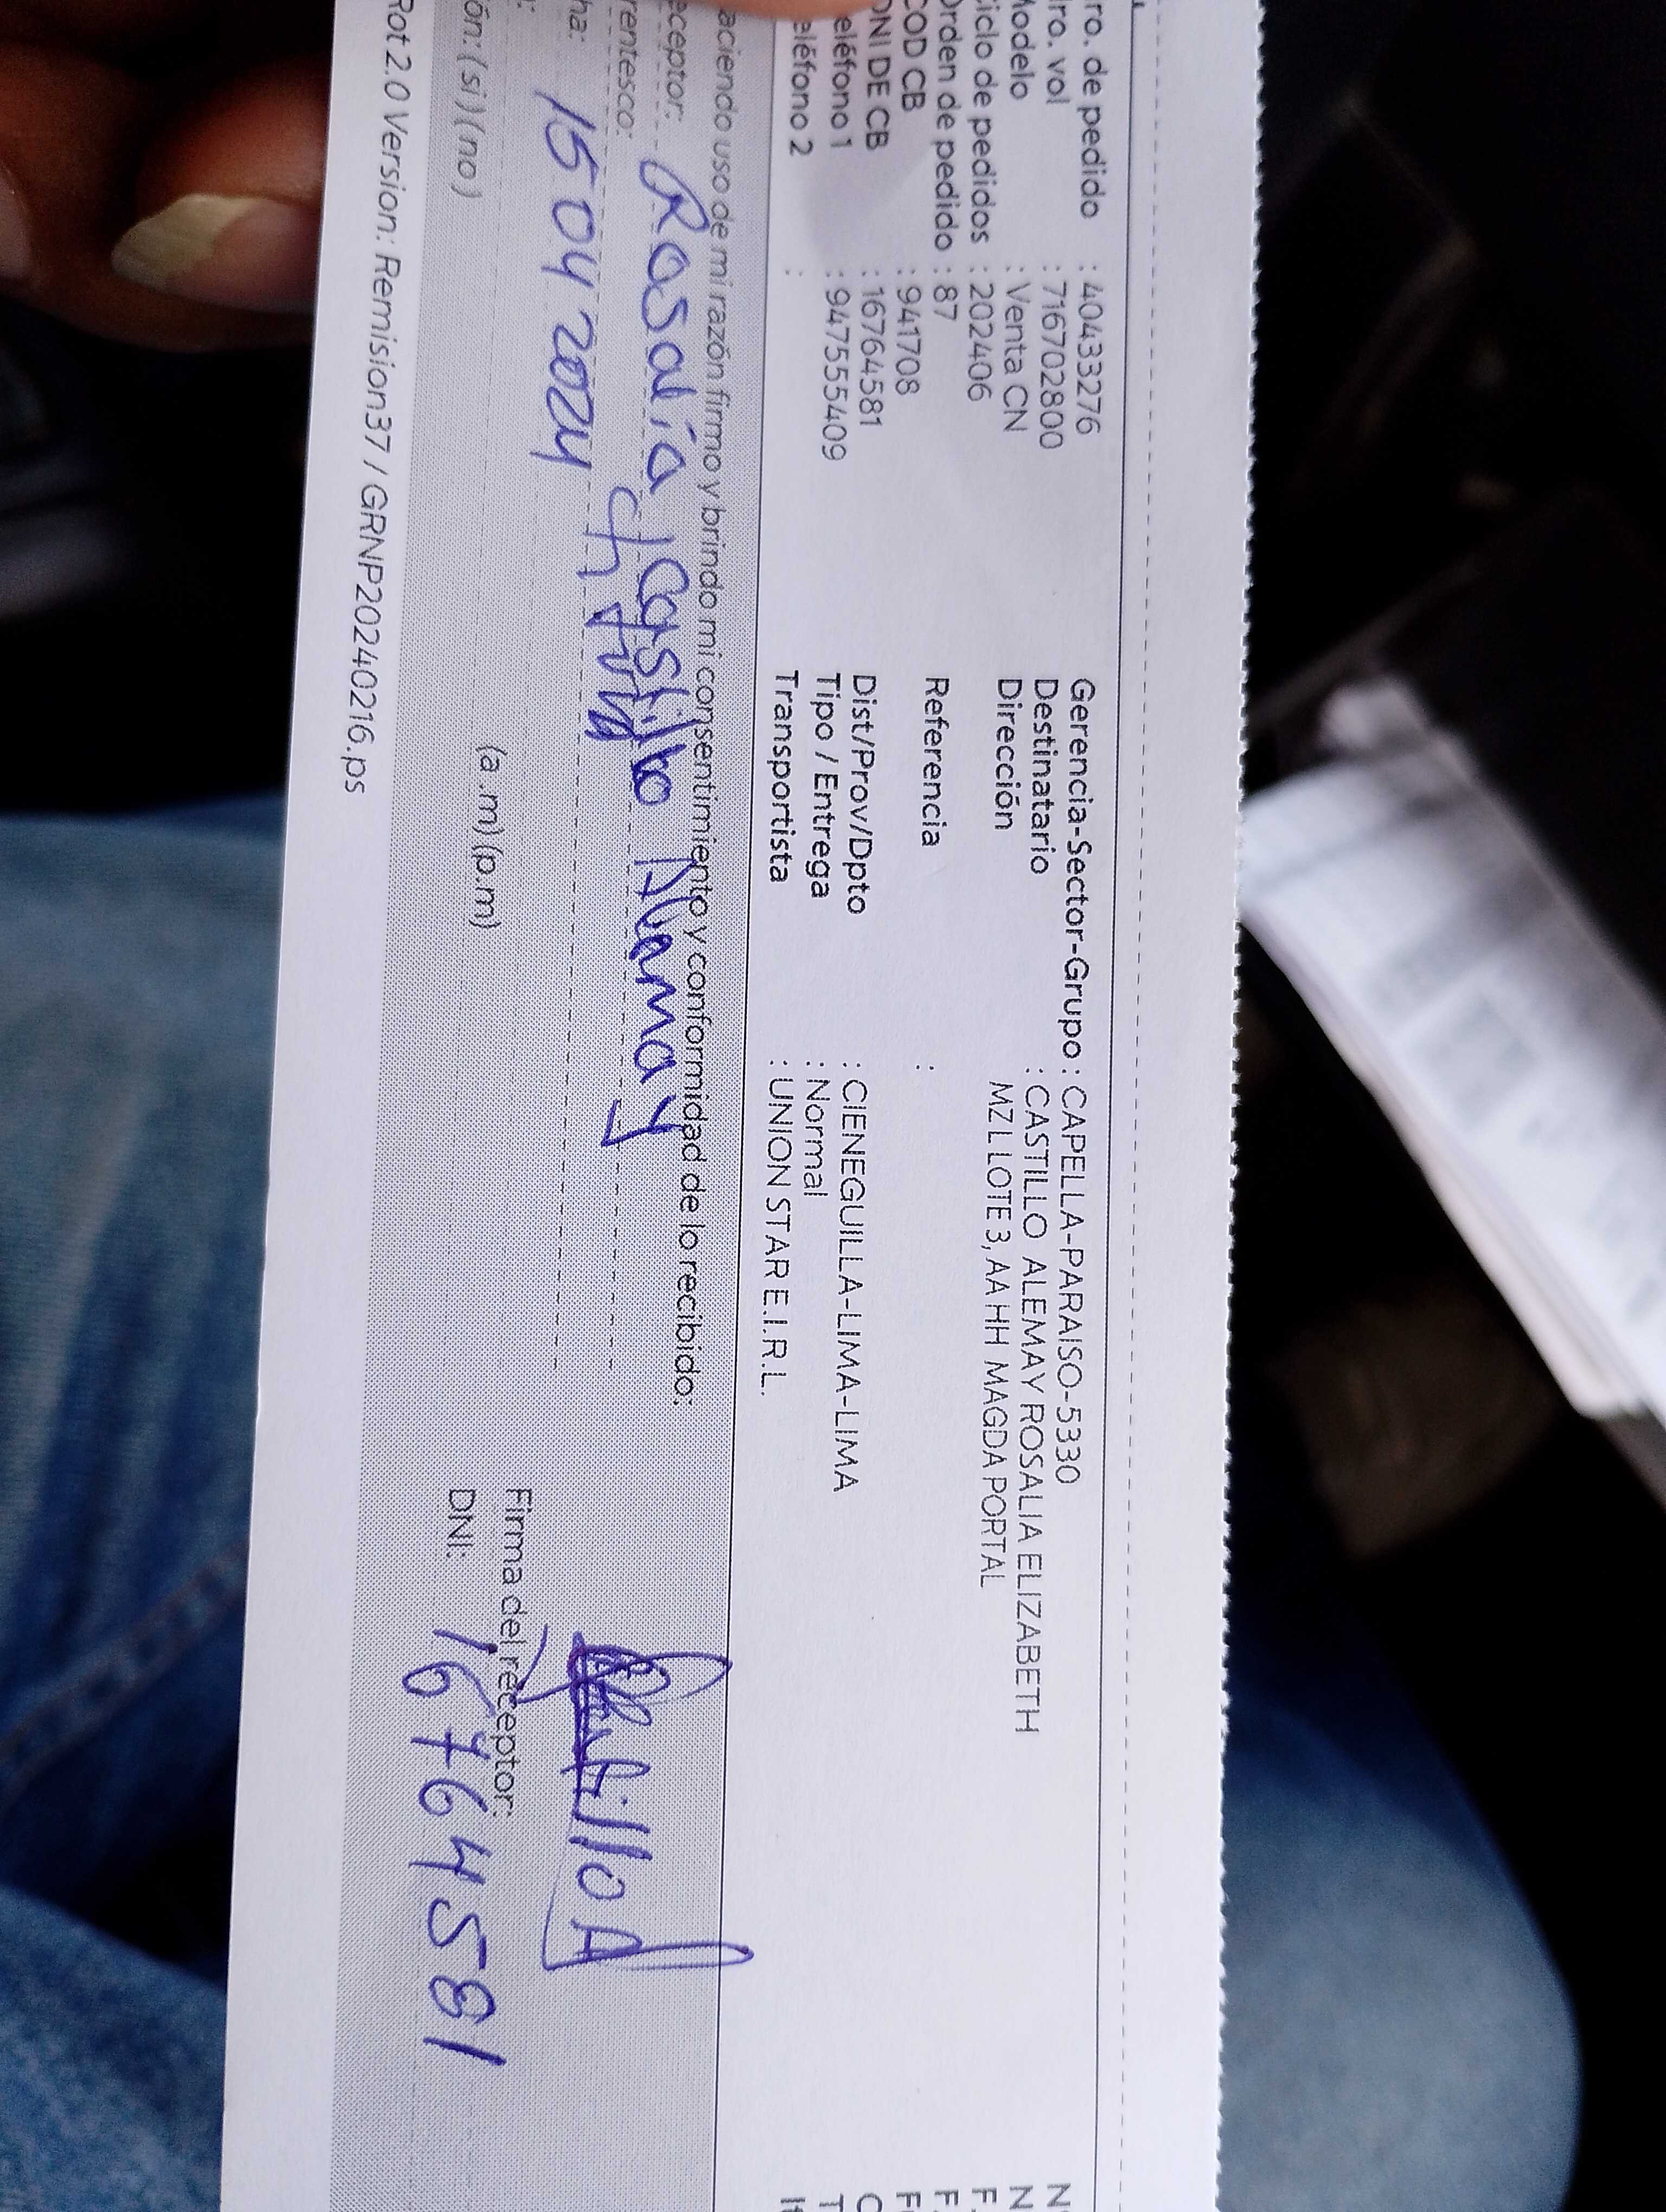 ro. de pedido : 40433276
ro. vol : 716702800
Modelo : Venta CN
iclo de pedidos : 202406
Orden de pedido : 87
COD CB : 941708
DNI DE CB : 16764581
eléfono 1 : 947555409
eléfono 2 :
Gerencia-Sector-Grupo : CAPELLA-PARAISO-5330
Destinatario : CASTILLO ALEMAY ROSALIA ELIZABETH
Dirección MZ L LOTE 3, AA HH MAGDA PORTAL
Referencia :
Dist/Prov/Dpto : CIENEGUILLA-LIMA-LIMA
Tipo / Entrega : Normal
Transportista : UNION STAR E.I.R.L.
aciendo uso de mi razón firmo y brindo mi consentimiento y conformidad de lo recibido:
eceptor: Rosalía Castillo Alemay
rentesco:
ha: 15 04 2024
(a .m) (p.m)
ón: ( si ) ( no )
Firma del receptor:
DNI: 16764581
Rot 2.0 Version: Remision37 / GRNP20240216.ps